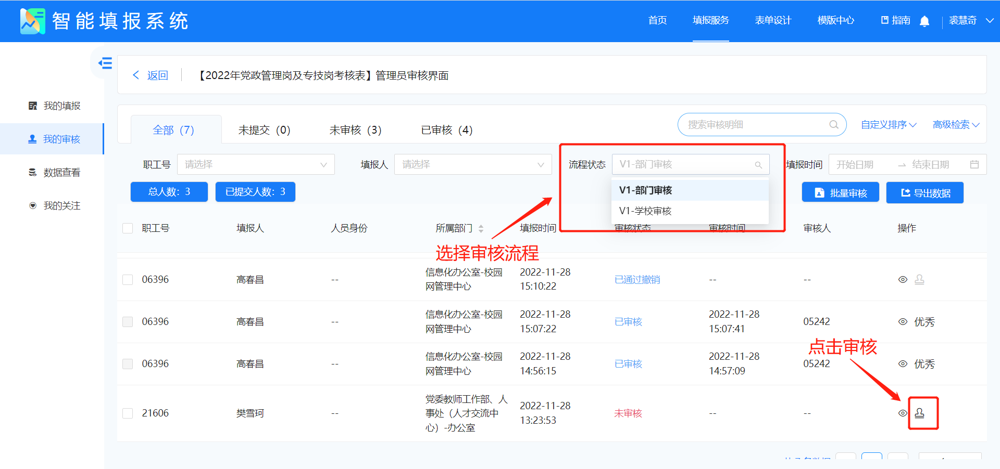 智能填报系统
首页
填报服务
表单设计
模版中心
指南
裘慧奇
返回
【2022年党政管理岗及专技岗考核表】管理员审核界面
我的填报
我的审核
数据查看
我的关注
全部（7）
未提交（0）
未审核（3）
已审核（4）
搜索审核明细
自定义排序
高级检索
职工号
请选择
填报人
请选择
流程状态
V1-部门审核
填报时间
开始日期
结束日期
V1-部门审核
V1-学校审核
总人数：3
已提交人数：3
批量审核
导出数据
职工号
填报人
人员身份
所属部门
填报时间
审核状态
审核时间
审核人
操作
选择审核流程
06396
高春昌
--
信息化办公室-校园
网管理中心
2022-11-28
15:10:22
已通过撤销
--
--
06396
高春昌
--
信息化办公室-校园
网管理中心
2022-11-28
15:07:22
已审核
2022-11-28
15:07:41
05242
优秀
点击审核
06396
高春昌
--
信息化办公室-校园
网管理中心
2022-11-28
14:56:15
已审核
2022-11-28
14:57:09
05242
优秀
21606
樊雪珂
--
党委教师工作部、人
事处（人才交流中
心）-办公室
2022-11-28
13:23:53
未审核
--
--